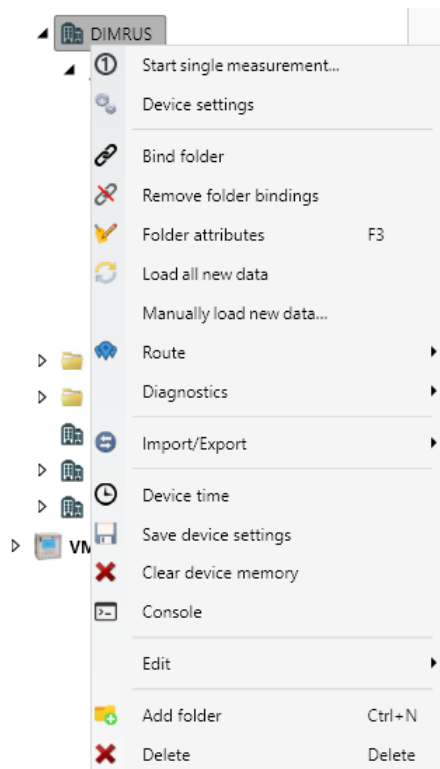 DIMRUS
Start single measurement...
Device settings
Bind folder
Remove folder bindings
Folder attributes F3
Load all new data
Manually load new data...
Route
Diagnostics
Import/Export
Device time
Save device settings
Clear device memory
Console
Edit
Add folder Ctrl+N
Delete Delete